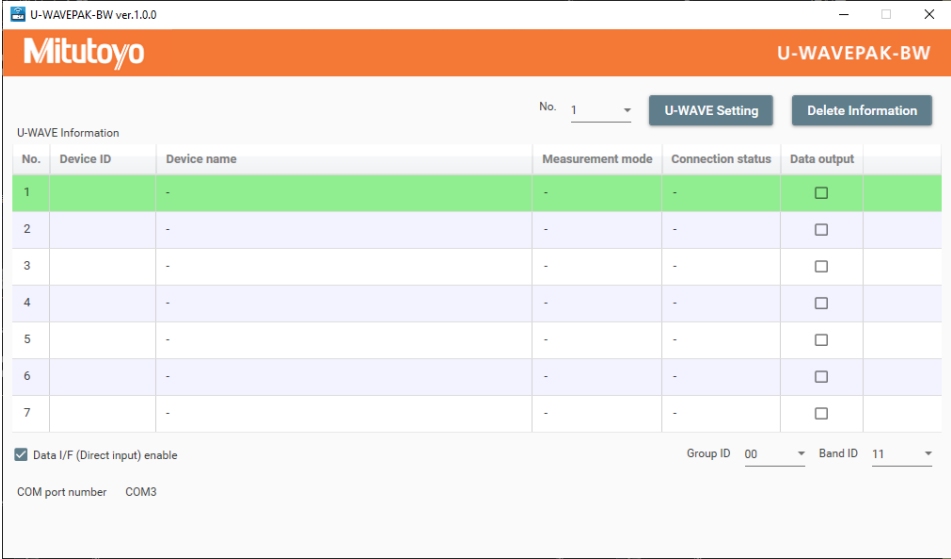 U-WAVEPAK-BW ver.1.0.0
Mitutoyo
U-WAVEPAK-BW
No. 1 U-WAVE Setting Delete Information
U-WAVE Information
No. Device ID Device name Measurement mode Connection status Data output
1 - - -
2 - - -
3 - - -
4 - - -
5 - - -
6 - - -
7 - - -
Data I/F (Direct input) enable Group ID 00 Band ID 11
COM port number COM3